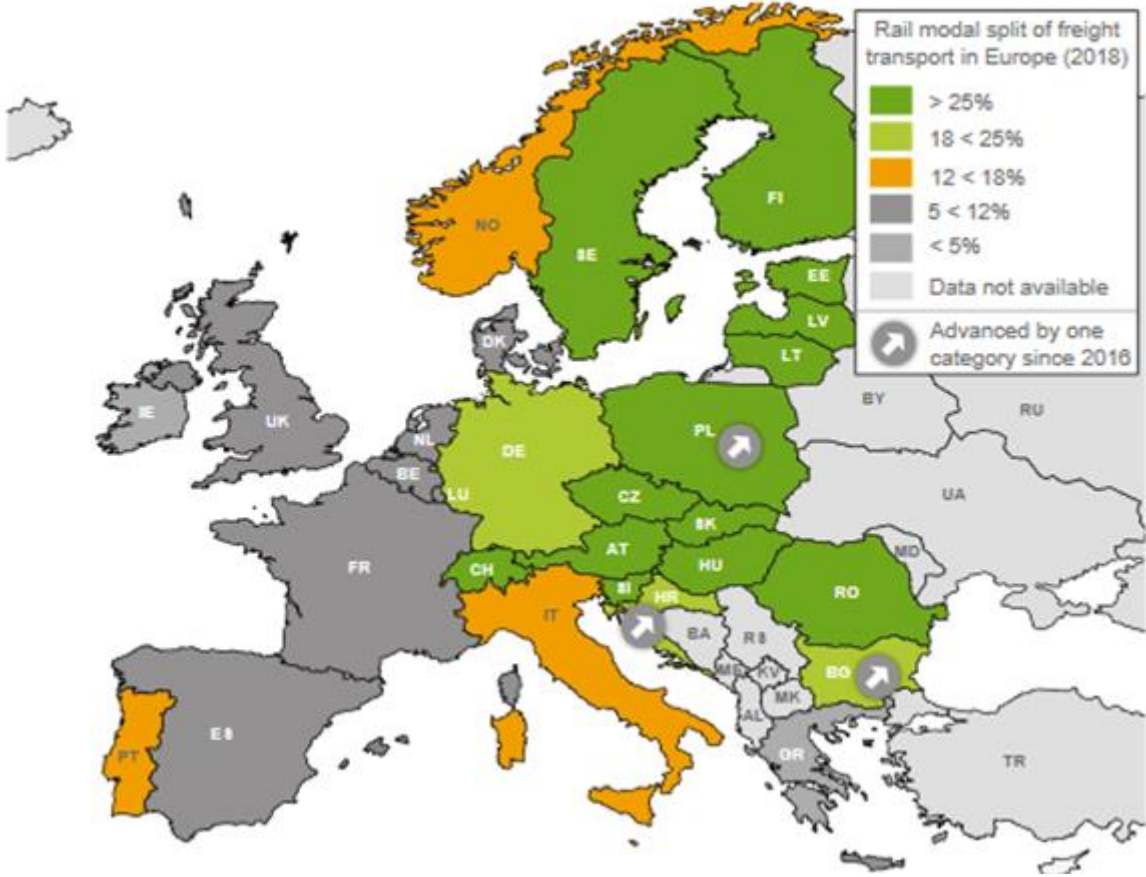 Rail modal split of freight
transport in Europe (2018)
> 25%
18 < 25%
12 < 18%
5 < 12%
< 5%
Data not available
Advanced by one
category since 2016
NO
SE
FI
EE
LV
LT
DK
IE
UK
NL
BE
LU
DE
PL
BY
RU
CZ
UA
SK
FR
CH
AT
HU
MD
SI
RO
IT
HR
BA
RS
ME
KV
BG
MK
AL
PT
ES
GR
TR